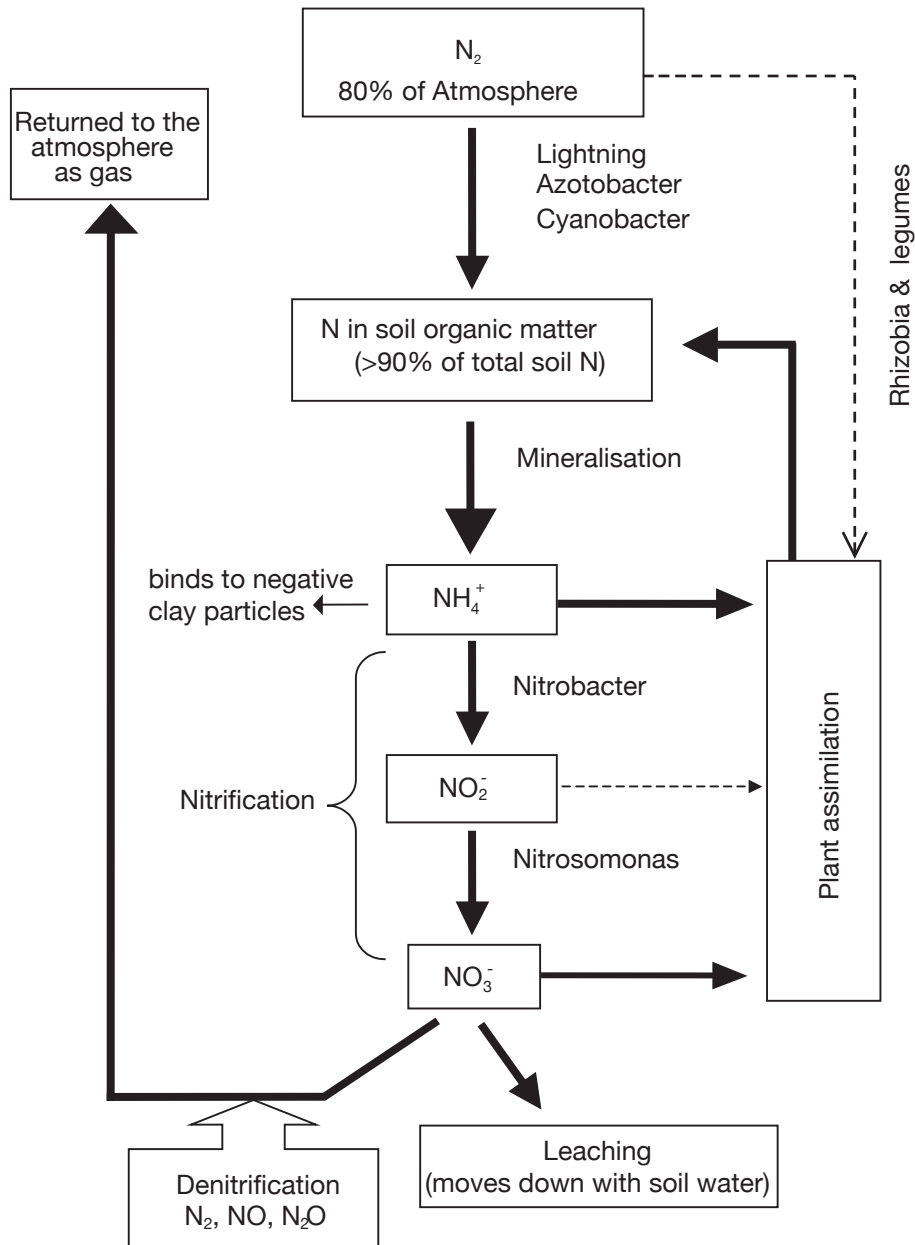 N₂
80% of Atmosphere
Returned to the
atmosphere
as gas
Lightning
Azotobacter
Cyanobacter
Rhizobia & legumes
N in soil organic matter
(>90% of total soil N)
Mineralisation
binds to negative
clay particles
NH₄⁺
Nitrobacter
Nitrification
NO₂⁻
Plant assimilation
Nitrosomonas
NO₃⁻
Leaching
(moves down with soil water)
Denitrification
N₂, NO, N₂O